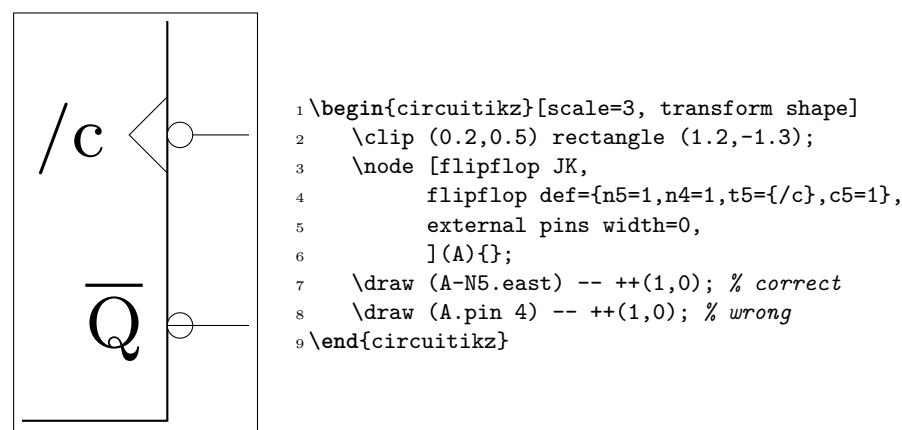 /c
Q
1 \begin{circuitikz}[scale=3, transform shape]
2     \clip (0.2,0.5) rectangle (1.2,-1.3);
3     \node [flipflop JK,
4            flipflop def={n5=1,n4=1,t5={/c},c5=1},
5            external pins width=0,
6            ](A){};
7     \draw (A-N5.east) -- ++(1,0); % correct
8     \draw (A.pin 4) -- ++(1,0); % wrong
9 \end{circuitikz}